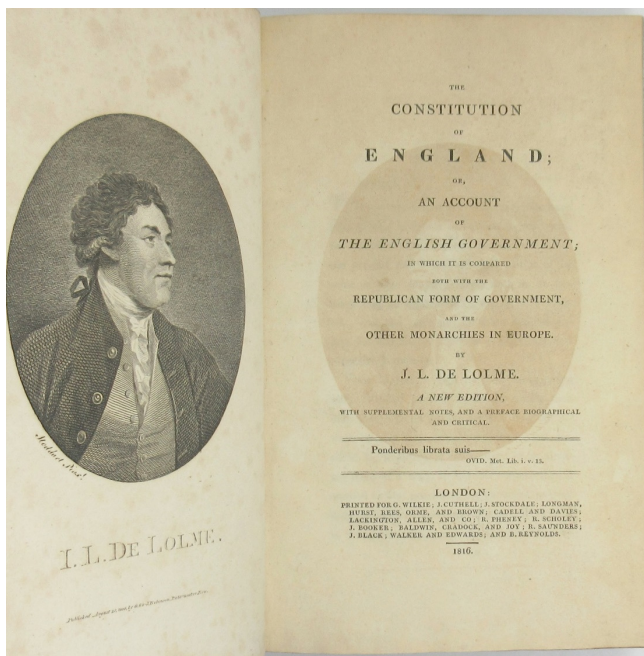 Stoddart Pinxt.
I. L. DE LOLME.
THE
CONSTITUTION
OF
ENGLAND;
OR,
AN ACCOUNT
OF
THE ENGLISH GOVERNMENT;
IN WHICH IT IS COMPARED
BOTH WITH THE
REPUBLICAN FORM OF GOVERNMENT,
AND THE
OTHER MONARCHIES IN EUROPE.
BY
J. L. DE LOLME.
A NEW EDITION,
WITH SUPPLEMENTAL NOTES, AND A PREFACE BIOGRAPHICAL
AND CRITICAL.
Ponderibus librata suis——
OVID. Met. Lib. i. v. 13.
LONDON:
PRINTED FOR G. WILKIE; J. CUTHELL; J. STOCKDALE; LONGMAN,
HURST, REES, ORME, AND BROWN; CADELL AND DAVIES;
LACKINGTON, ALLEN, AND CO; R. PHENEY; R. SCHOLEY;
J. BOOKER; BALDWIN, CRADOCK, AND JOY; R. SAUNDERS;
J. BLACK; WALKER AND EDWARDS; AND B. REYNOLDS.
1816.